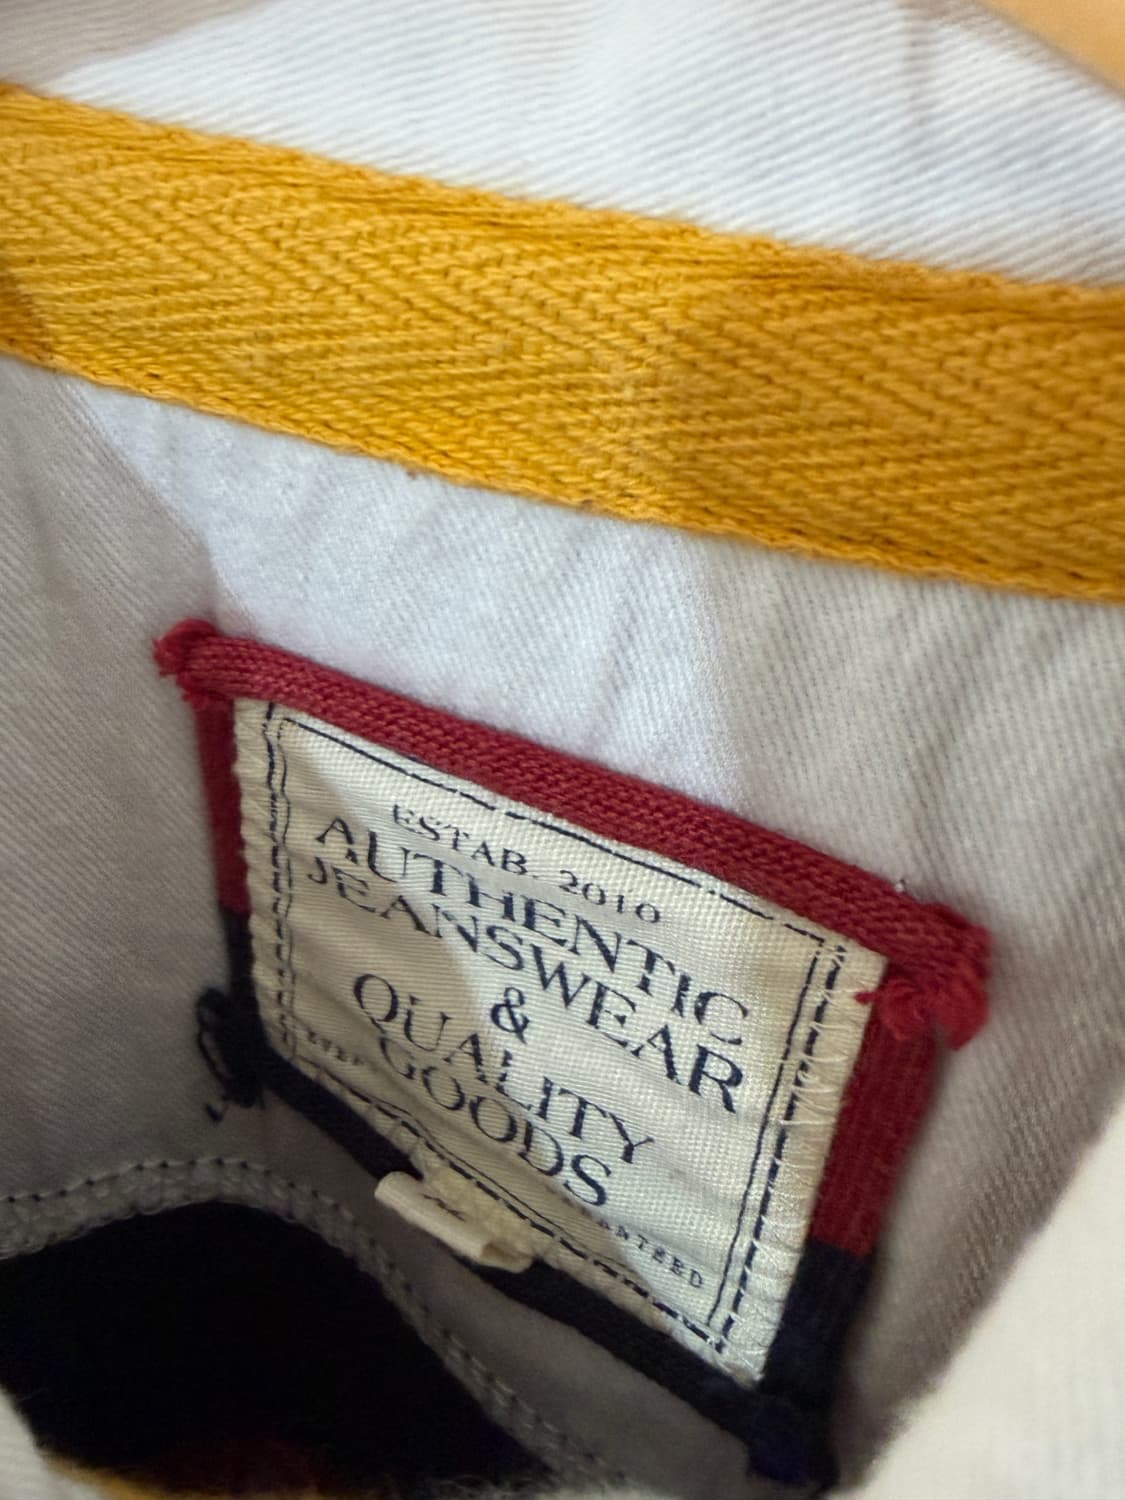 ESTAB. 2010
AUTHENTIC
JEANSWEAR
&
QUALITY
GOODS